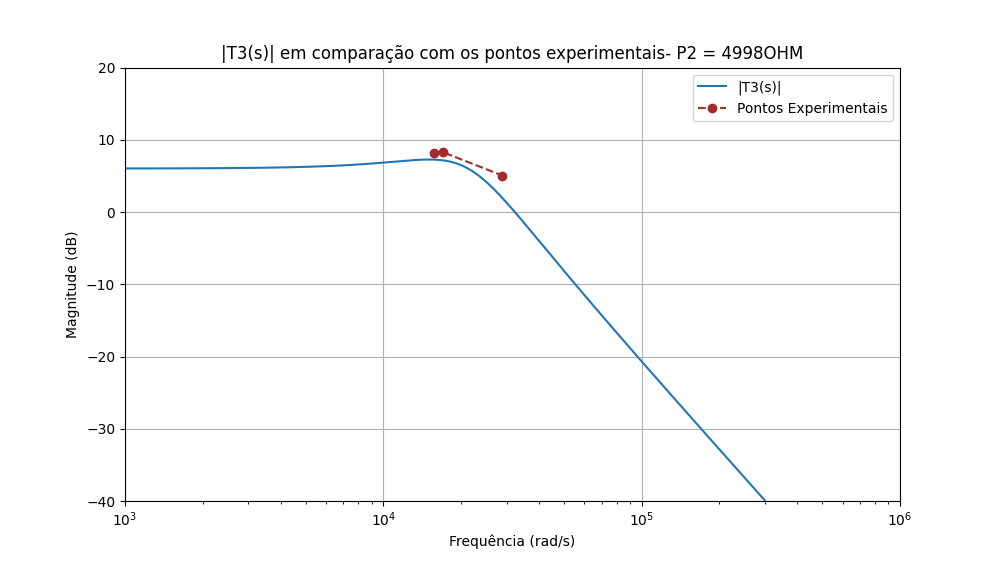 |T3(s)| em comparação com os pontos experimentais- P2 = 4998OHM
|T3(s)|
Pontos Experimentais
Magnitude (dB)
20
10
0
−10
−20
−30
−40
10³
10⁴
10⁵
10⁶
Frequência (rad/s)